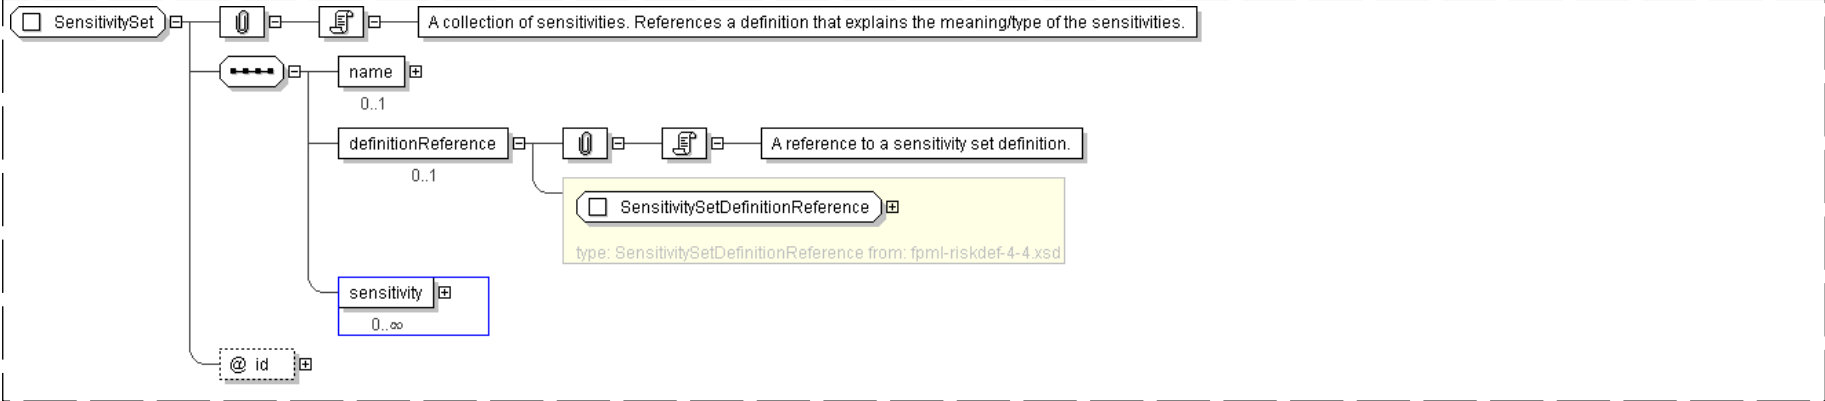 SensitivitySet
A collection of sensitivities. References a definition that explains the meaning/type of the sensitivities.
name
0..1
definitionReference
A reference to a sensitivity set definition.
0..1
SensitivitySetDefinitionReference
type: SensitivitySetDefinitionReference from: fpml-riskdef-4-4.xsd
sensitivity
0..∞
@ id